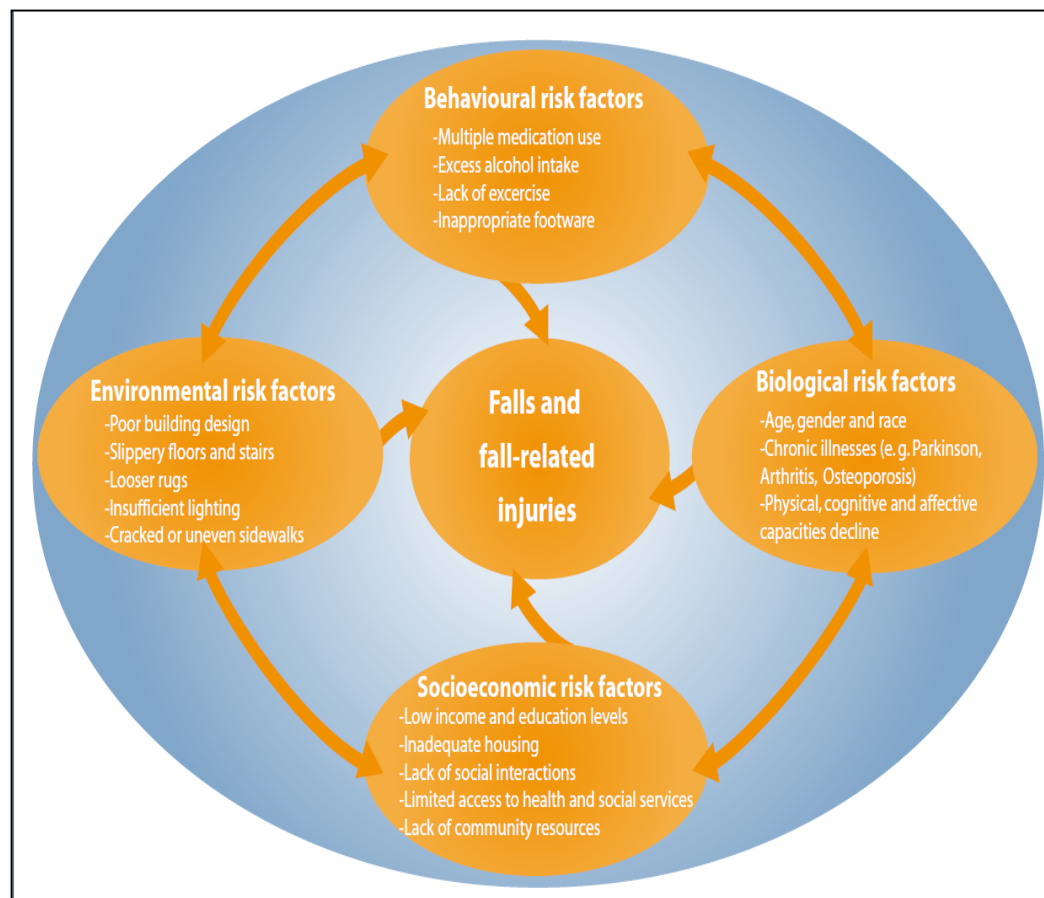 Behavioural risk factors
-Multiple medication use
-Excess alcohol intake
-Lack of excercise
-Inappropriate footware
Environmental risk factors
-Poor building design
-Slippery floors and stairs
-Looser rugs
-Insufficient lighting
-Cracked or uneven sidewalks
Falls and
fall-related
injuries
Biological risk factors
-Age, gender and race
-Chronic illnesses (e. g. Parkinson,
Arthritis, Osteoporosis)
-Physical, cognitive and affective
capacities decline
Socioeconomic risk factors
-Low income and education levels
-Inadequate housing
-Lack of social interactions
-Limited access to health and social services
-Lack of community resources